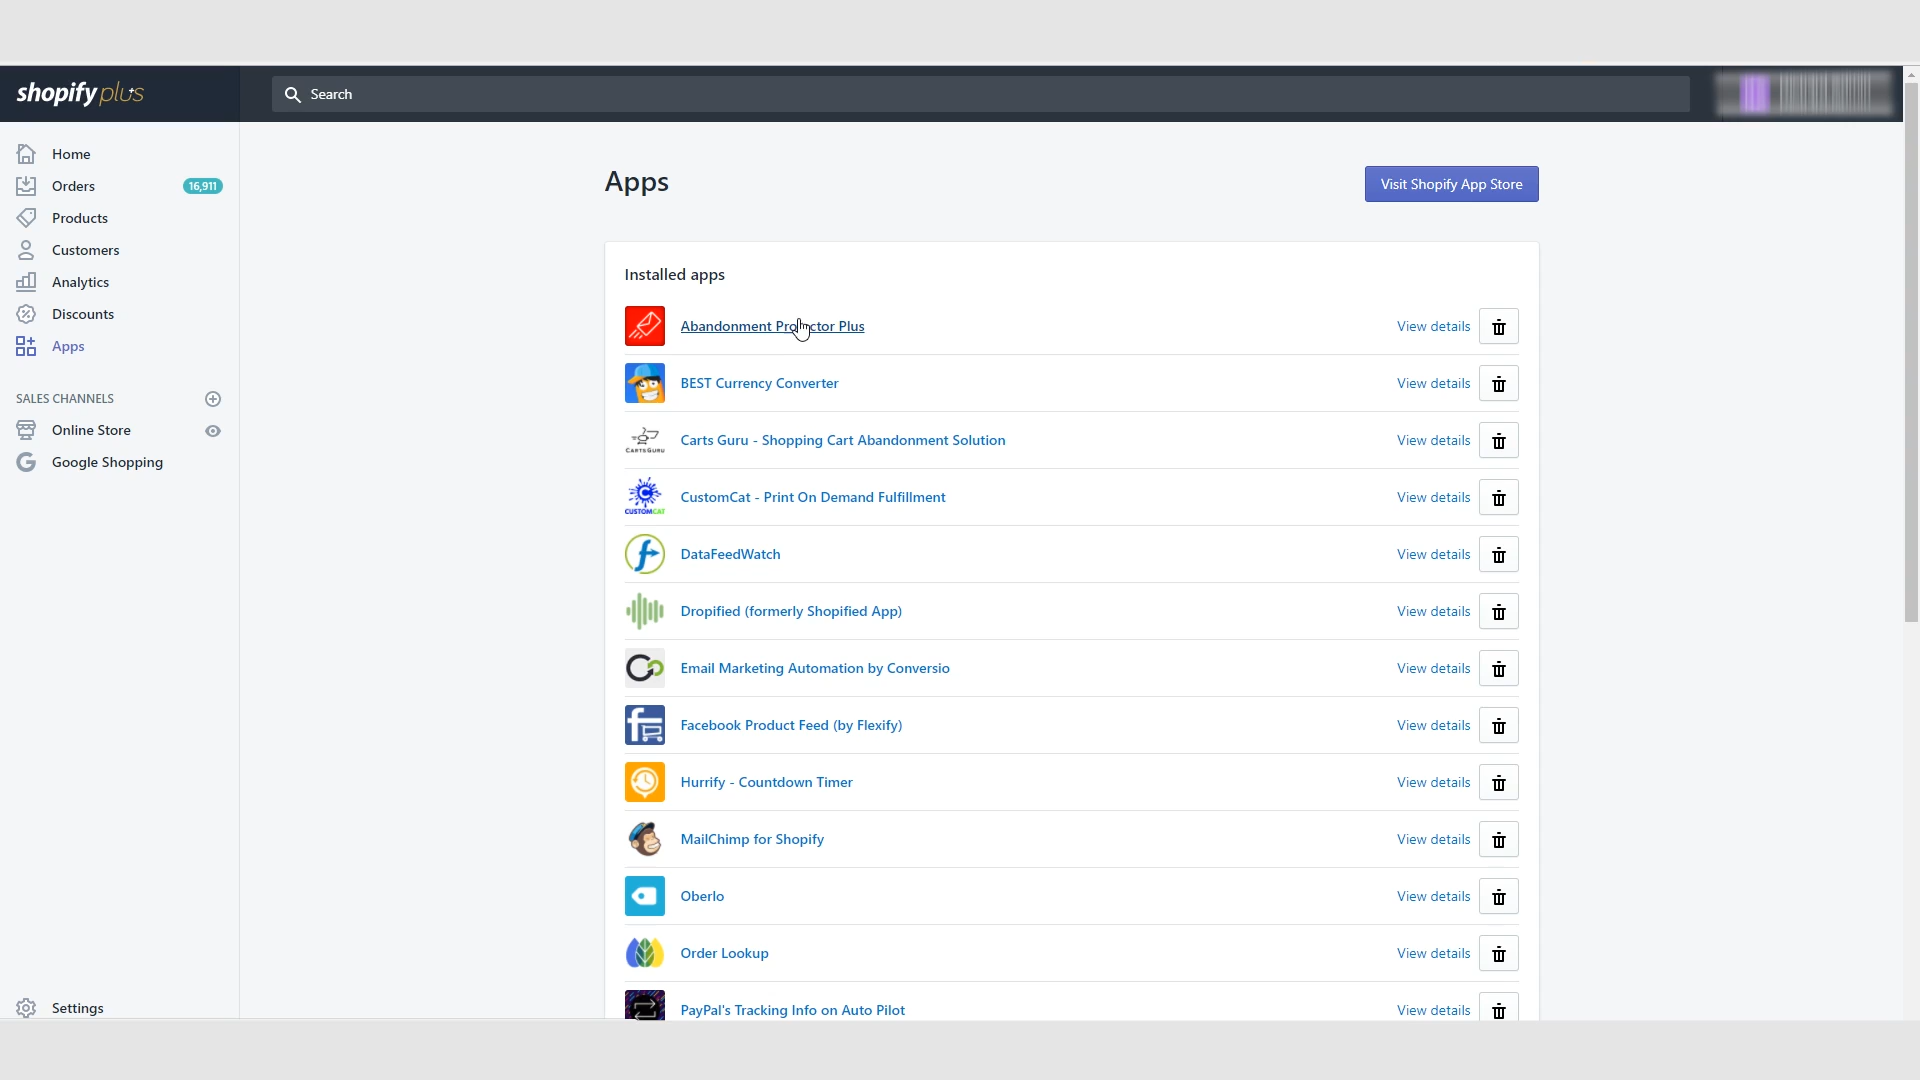 shopifyplus
Search
Home
Orders 16,911
Products
Customers
Analytics
Discounts
Apps
SALES CHANNELS
Online Store
Google Shopping
Settings
Apps
Visit Shopify App Store
Installed apps
Abandonment Protector Plus View details
BEST Currency Converter View details
CARTS GURU
Carts Guru - Shopping Cart Abandonment Solution View details
CUSTOMCAT
CustomCat - Print On Demand Fulfillment View details
DataFeedWatch View details
Dropified (formerly Shopified App) View details
Email Marketing Automation by Conversio View details
Facebook Product Feed (by Flexify) View details
Hurrify - Countdown Timer View details
MailChimp for Shopify View details
Oberlo View details
Order Lookup View details
PayPal's Tracking Info on Auto Pilot View details